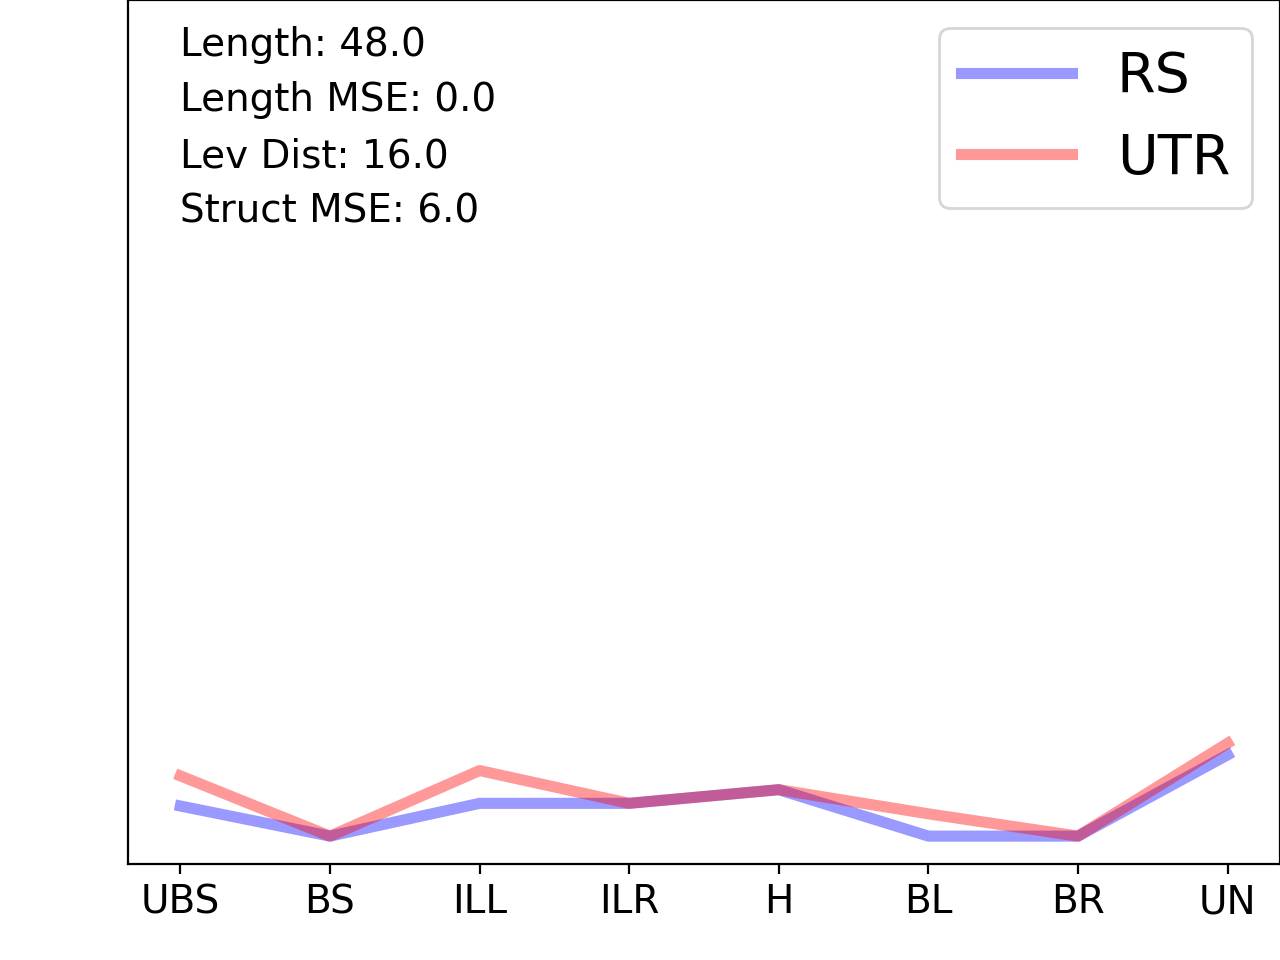 Length: 48.0
Length MSE: 0.0
Lev Dist: 16.0
Struct MSE: 6.0
RS
UTR
UBS BS ILL ILR H BL BR UN